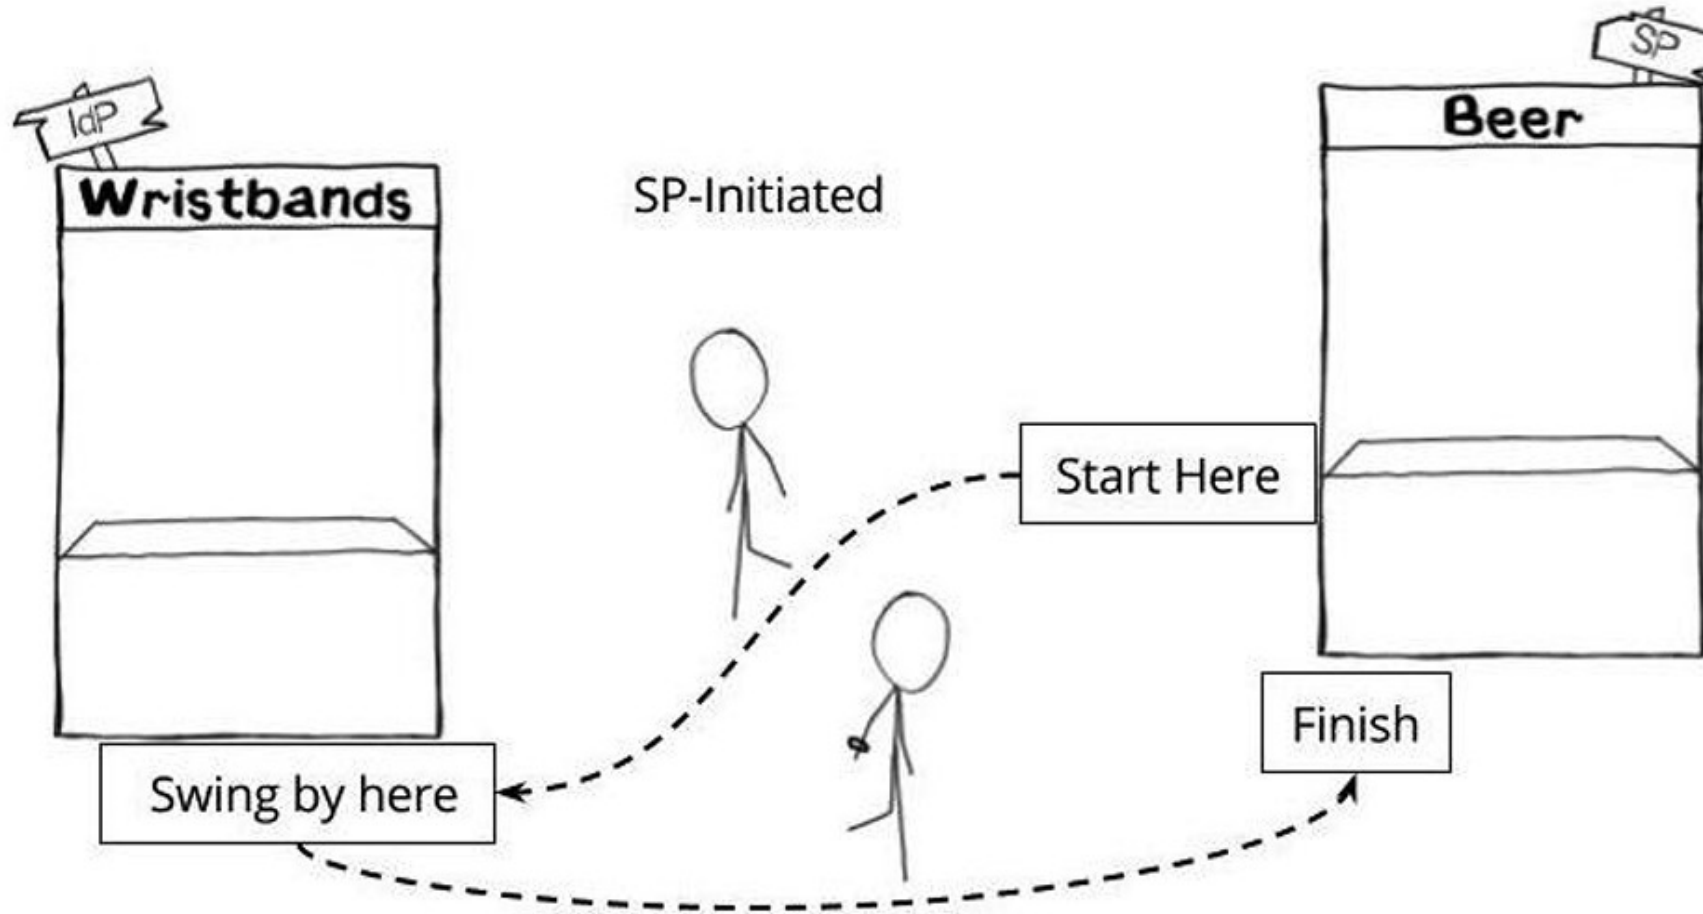 SP
Beer
IdP
Wristbands
SP-Initiated
Start Here
Finish
Swing by here